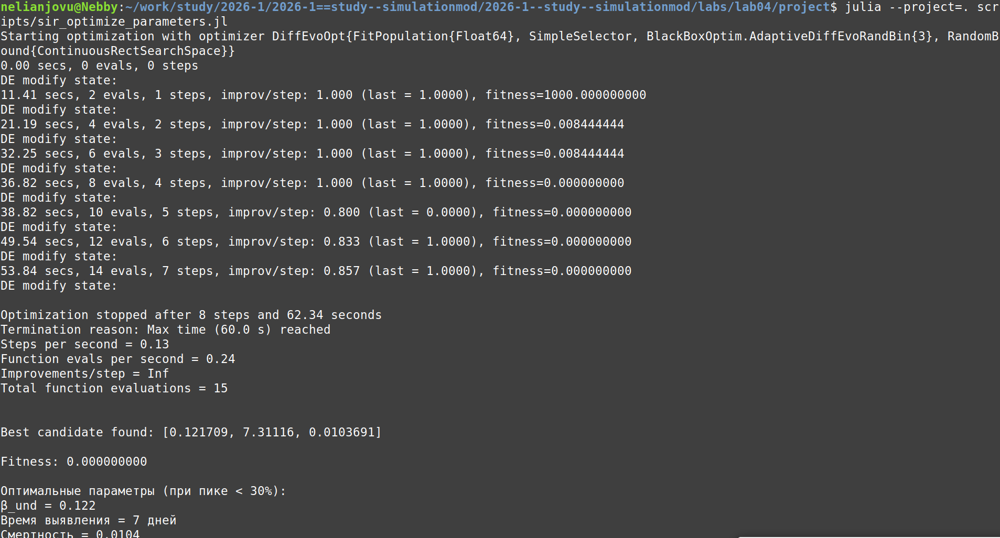 nelianjovu@Nebby:~/work/study/2026-1/2026-1==study--simulationmod/2026-1--study--simulationmod/labs/lab04/project$ julia --project=. scr
ipts/sir_optimize_parameters.jl
Starting optimization with optimizer DiffEvoOpt{FitPopulation{Float64}, SimpleSelector, BlackBoxOptim.AdaptiveDiffEvoRandBin{3}, RandomB
ound{ContinuousRectSearchSpace}}
0.00 secs, 0 evals, 0 steps
DE modify state:
11.41 secs, 2 evals, 1 steps, improv/step: 1.000 (last = 1.0000), fitness=1000.000000000
DE modify state:
21.19 secs, 4 evals, 2 steps, improv/step: 1.000 (last = 1.0000), fitness=0.008444444
DE modify state:
32.25 secs, 6 evals, 3 steps, improv/step: 1.000 (last = 1.0000), fitness=0.008444444
DE modify state:
36.82 secs, 8 evals, 4 steps, improv/step: 1.000 (last = 1.0000), fitness=0.000000000
DE modify state:
38.82 secs, 10 evals, 5 steps, improv/step: 0.800 (last = 0.0000), fitness=0.000000000
DE modify state:
49.54 secs, 12 evals, 6 steps, improv/step: 0.833 (last = 1.0000), fitness=0.000000000
DE modify state:
53.84 secs, 14 evals, 7 steps, improv/step: 0.857 (last = 1.0000), fitness=0.000000000
DE modify state:
Optimization stopped after 8 steps and 62.34 seconds
Termination reason: Max time (60.0 s) reached
Steps per second = 0.13
Function evals per second = 0.24
Improvements/step = Inf
Total function evaluations = 15
Best candidate found: [0.121709, 7.31116, 0.0103691]
Fitness: 0.000000000
Оптимальные параметры (при пике < 30%):
β_und = 0.122
Время выявления = 7 дней
Смертность = 0.0104